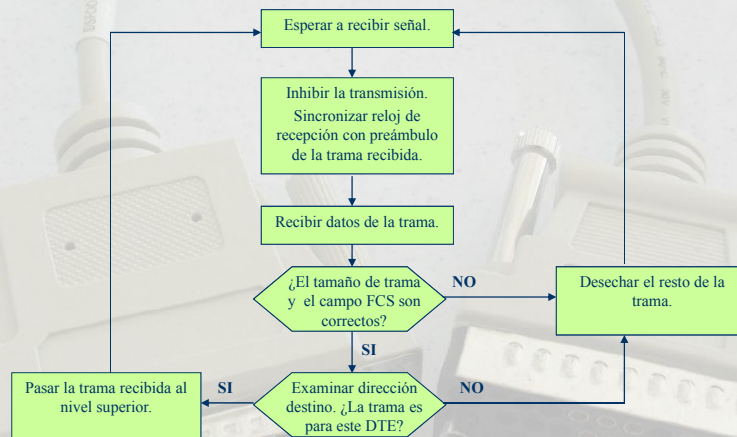 Esperar a recibir señal.
Inhibir la transmisión.
Sincronizar reloj de
recepción con preámbulo
de la trama recibida.
Recibir datos de la trama.
¿El tamaño de trama
y el campo FCS son
correctos?
NO
Desechar el resto de la
trama.
SI
Pasar la trama recibida al
nivel superior.
SI
Examinar dirección
destino. ¿La trama es
para este DTE?
NO